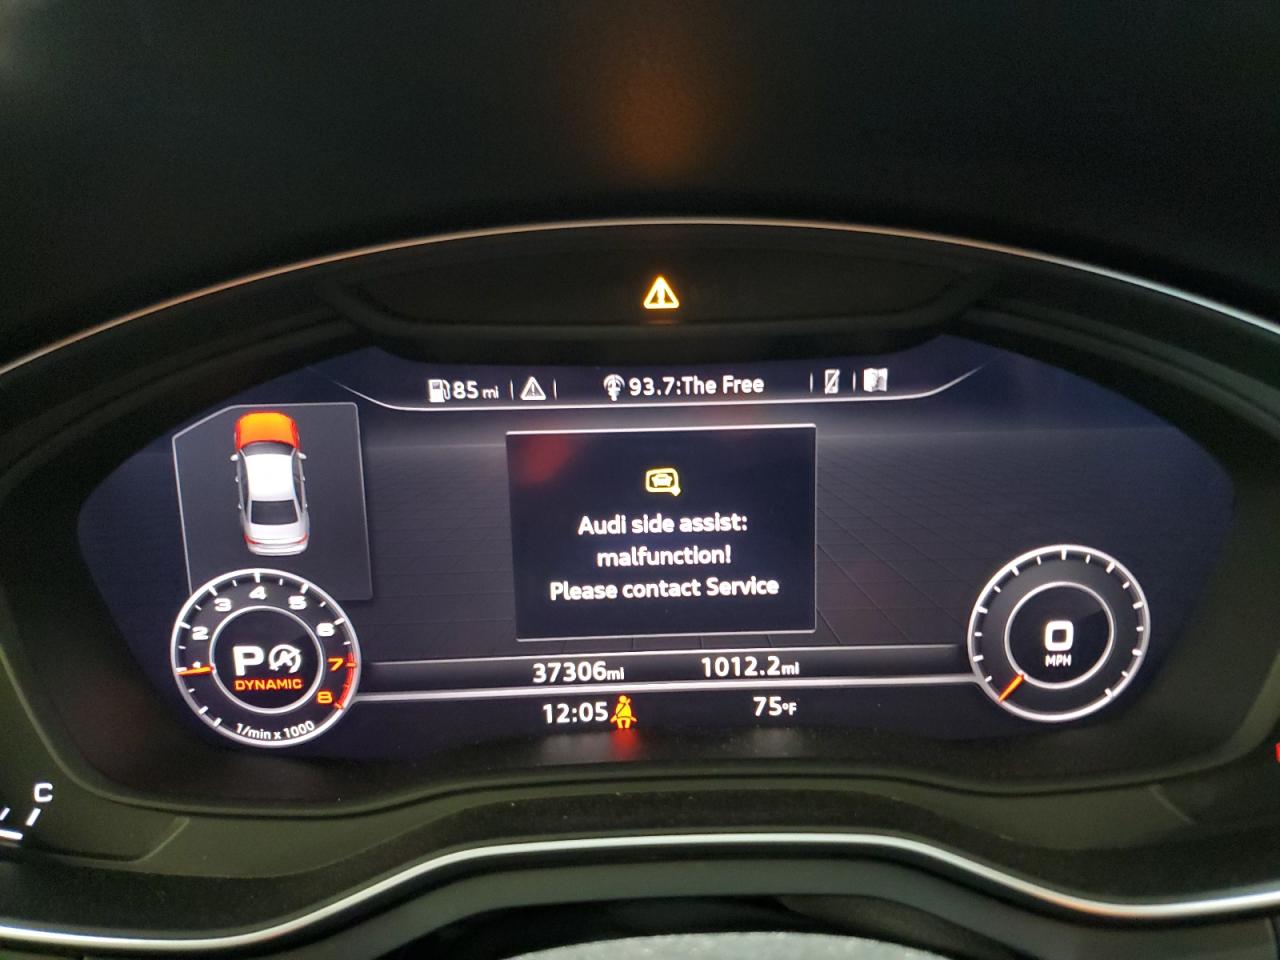 85 mi
93.7:The Free
Audi side assist:
malfunction!
Please contact Service
1
2
3
4
5
6
7
8
P
DYNAMIC
1/min x 1000
0
MPH
37306mi
1012.2mi
12:05
75°F
C